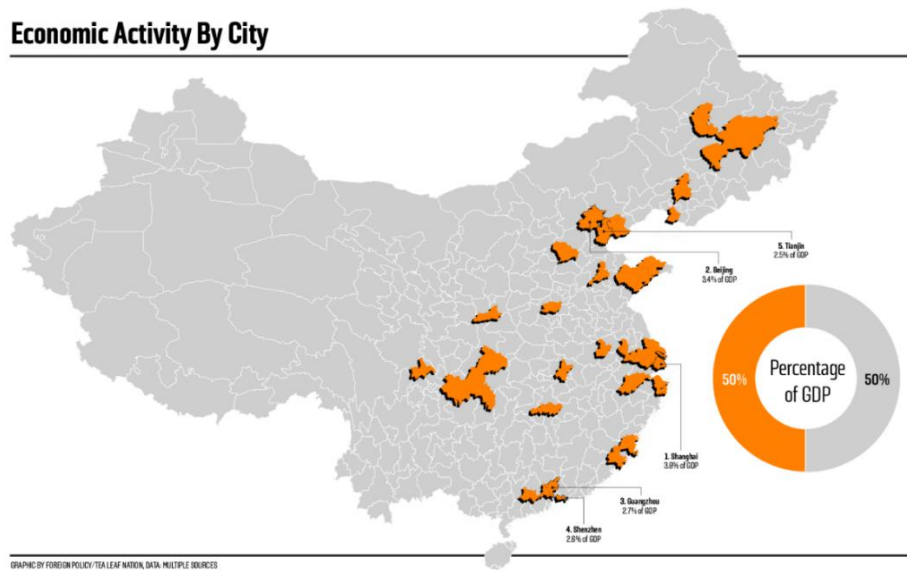 Economic Activity By City
5. Tianjin
2.5% of GDP
2. Beijing
3.4% of GDP
50%
Percentage
of GDP
50%
1. Shanghai
3.8% of GDP
3. Guangzhou
2.7% of GDP
4. Shenzhen
2.6% of GDP
GRAPHIC BY FOREIGN POLICY/TEA LEAF NATION, DATA: MULTIPLE SOURCES